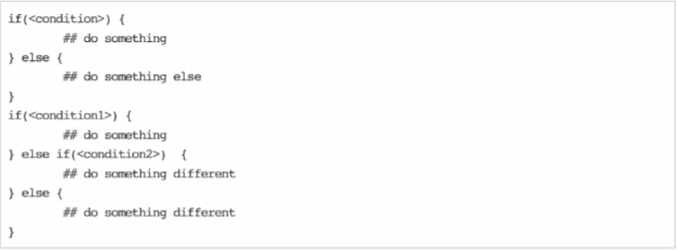 if(<condition>) {
        ## do something
} else {
        ## do something else
}
if(<condition1>) {
        ## do something
} else if(<condition2>)  {
        ## do something different
} else {
        ## do something different
}